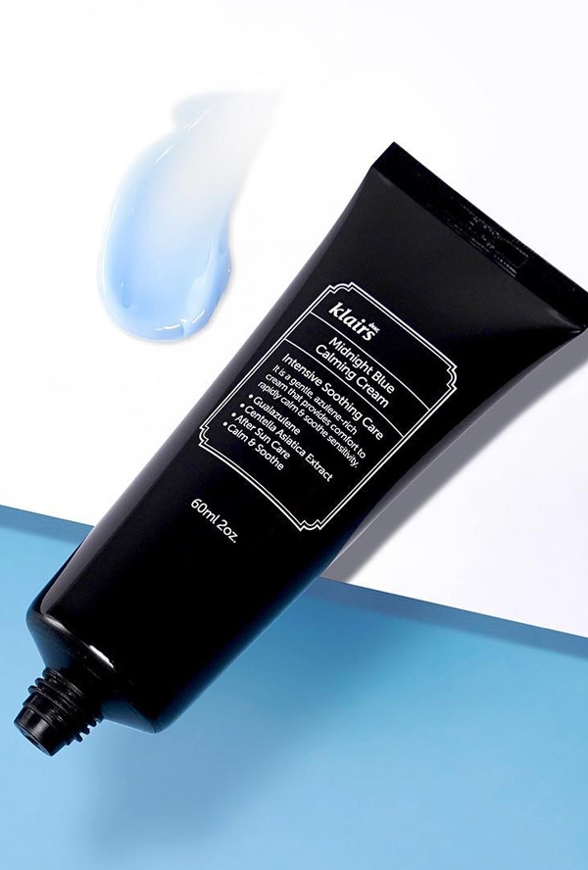 dear,
klairs
Midnight Blue
Calming Cream
Intensive Soothing Care
It is a gentle, azulene-rich
cream that provides comfort to
rapidly calm & soothe sensitivity.
• Guaiazulene
• Centella Asiatica Extract
• After Sun Care
• Calm & Soothe
60ml 2oz.